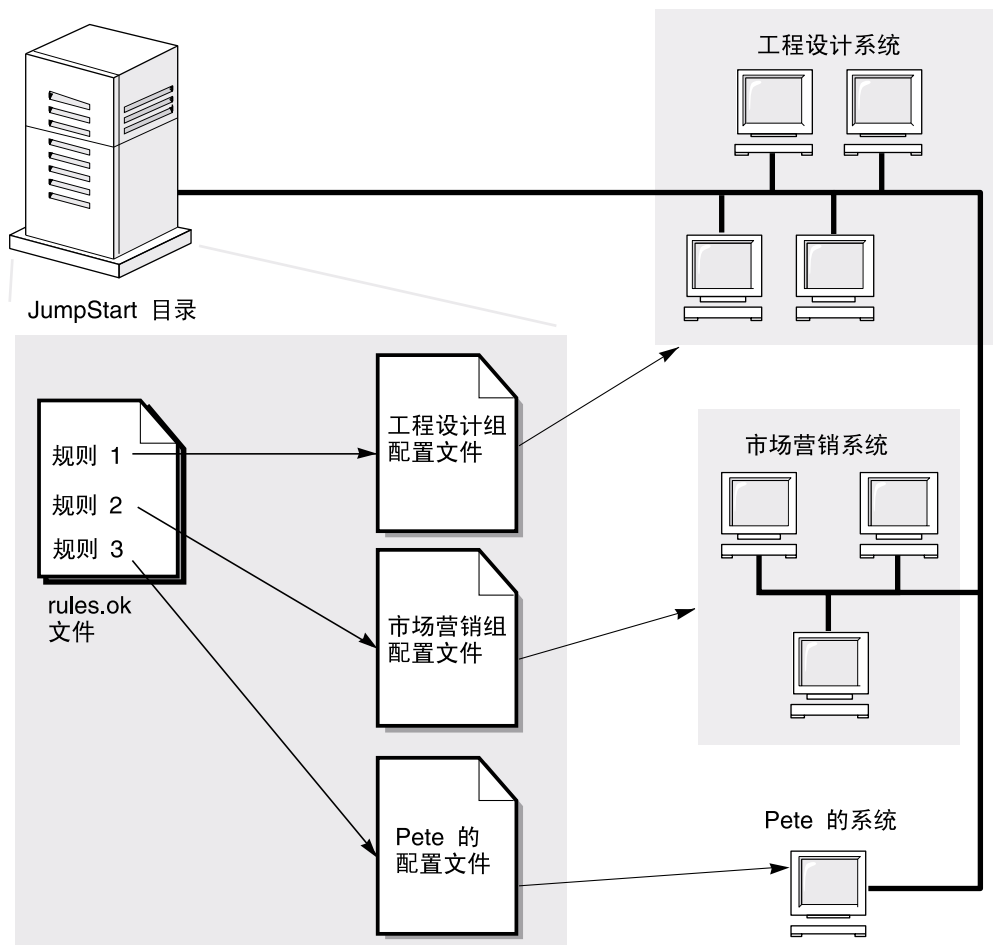 工程设计系统
JumpStart 目录
规则 1
规则 2
规则 3
rules.ok
文件
工程设计组
配置文件
市场营销组
配置文件
Pete 的
配置文件
市场营销系统
Pete 的系统